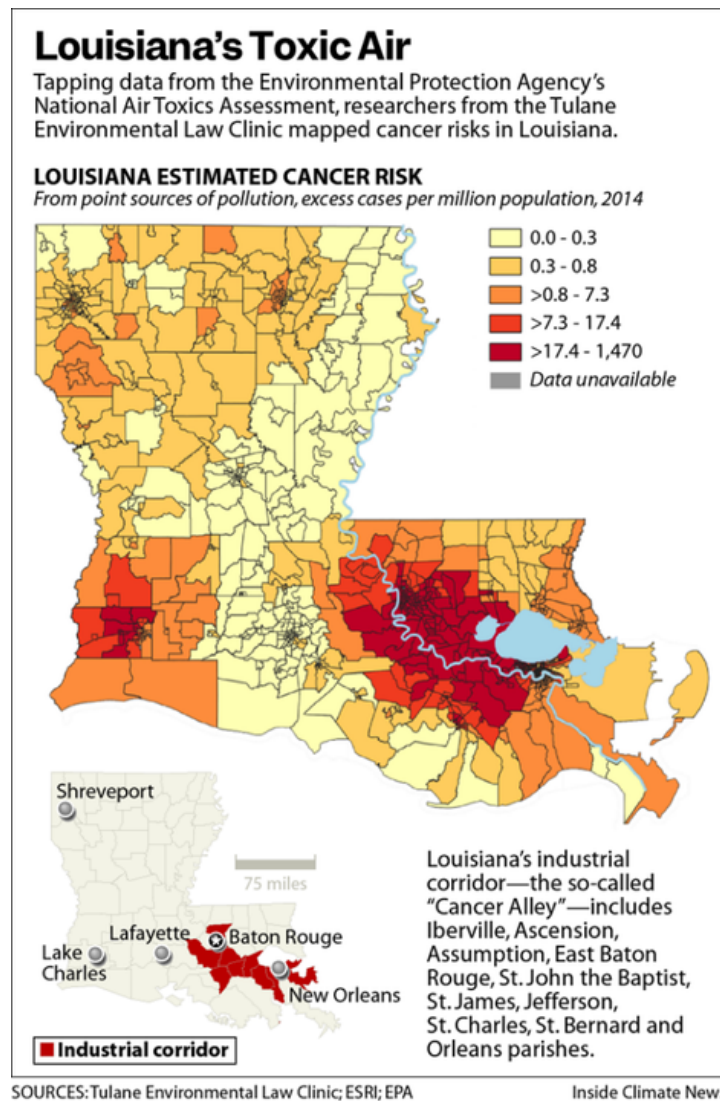 Louisiana's Toxic Air
Tapping data from the Environmental Protection Agency's
National Air Toxics Assessment, researchers from the Tulane
Environmental Law Clinic mapped cancer risks in Louisiana.
LOUISIANA ESTIMATED CANCER RISK
From point sources of pollution, excess cases per million population, 2014
0.0 - 0.3
0.3 - 0.8
>0.8 - 7.3
>7.3 - 17.4
>17.4 - 1,470
Data unavailable
Shreveport
75 miles
Lafayette
Baton Rouge
Lake
Charles
New Orleans
Industrial corridor
Louisiana's industrial
corridor—the so-called
"Cancer Alley"—includes
Iberville, Ascension,
Assumption, East Baton
Rouge, St. John the Baptist,
St. James, Jefferson,
St. Charles, St. Bernard and
Orleans parishes.
SOURCES: Tulane Environmental Law Clinic; ESRI; EPA
Inside Climate New